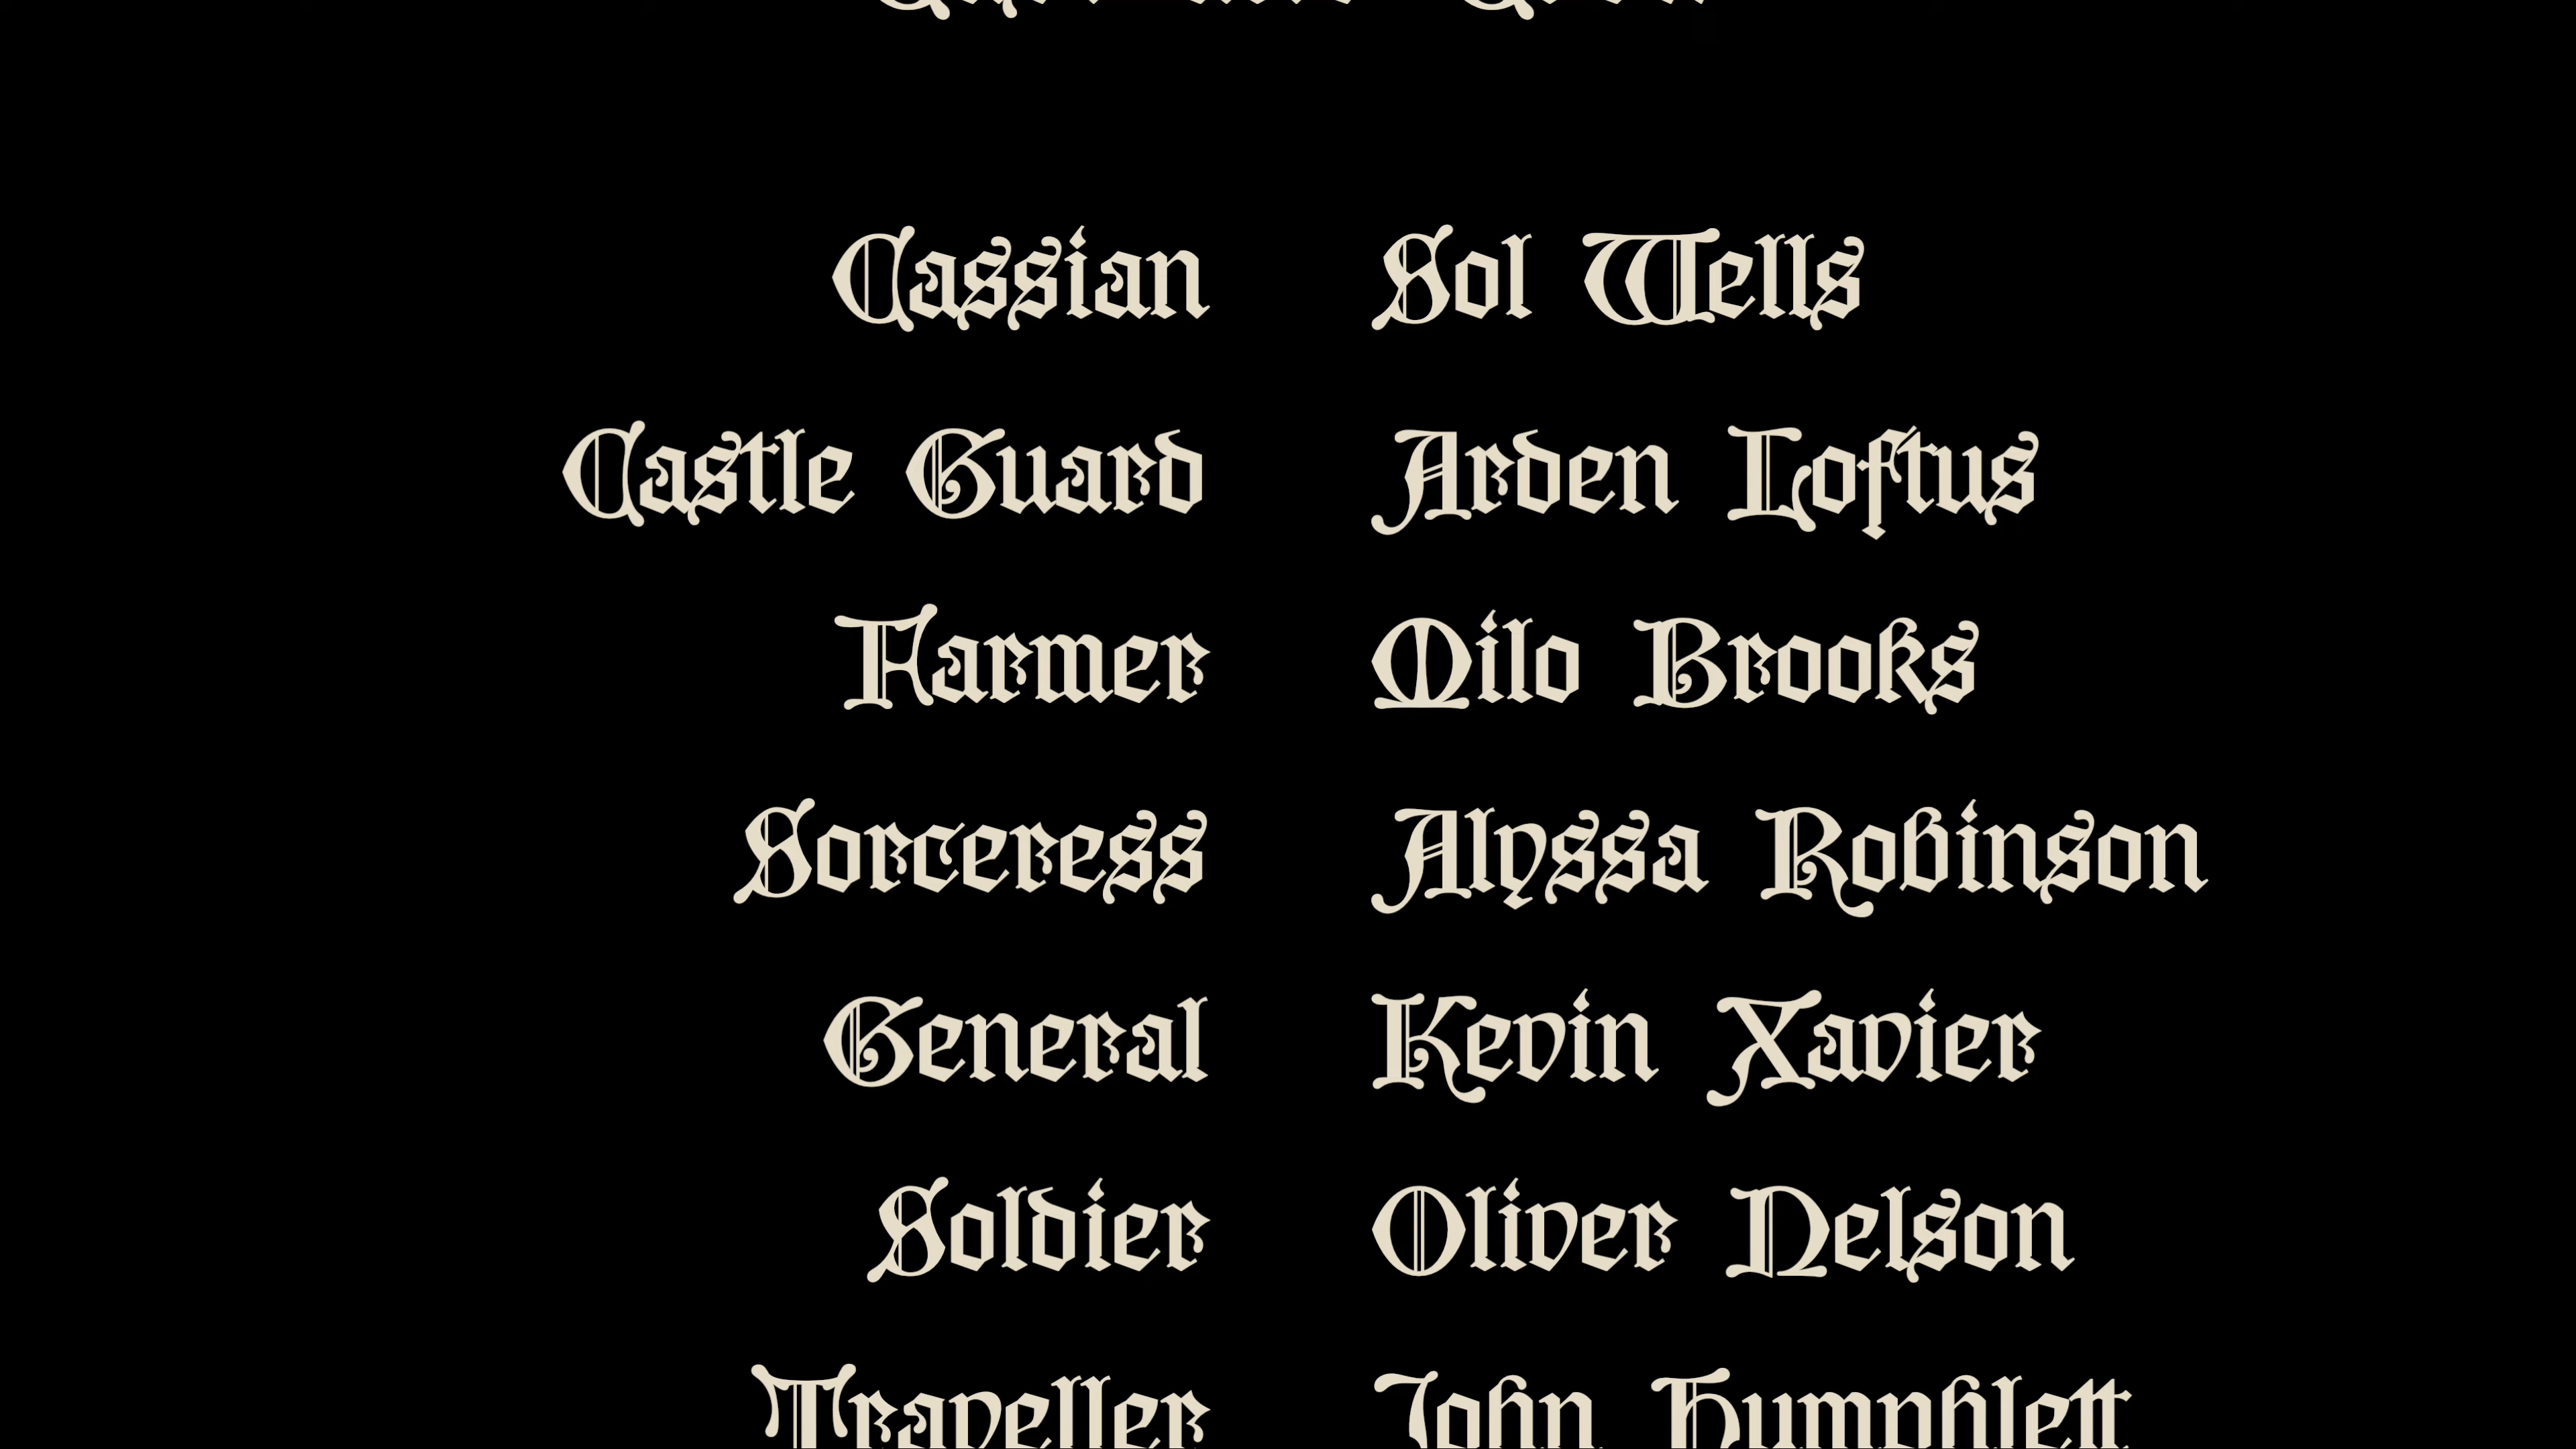 Cassian Sol Wells
Castle Guard Arden Loftus
Farmer Milo Brooks
Sorceress Alyssa Robinson
General Kevin Xavier
Soldier Oliver Nelson
Traveller John Humphlett